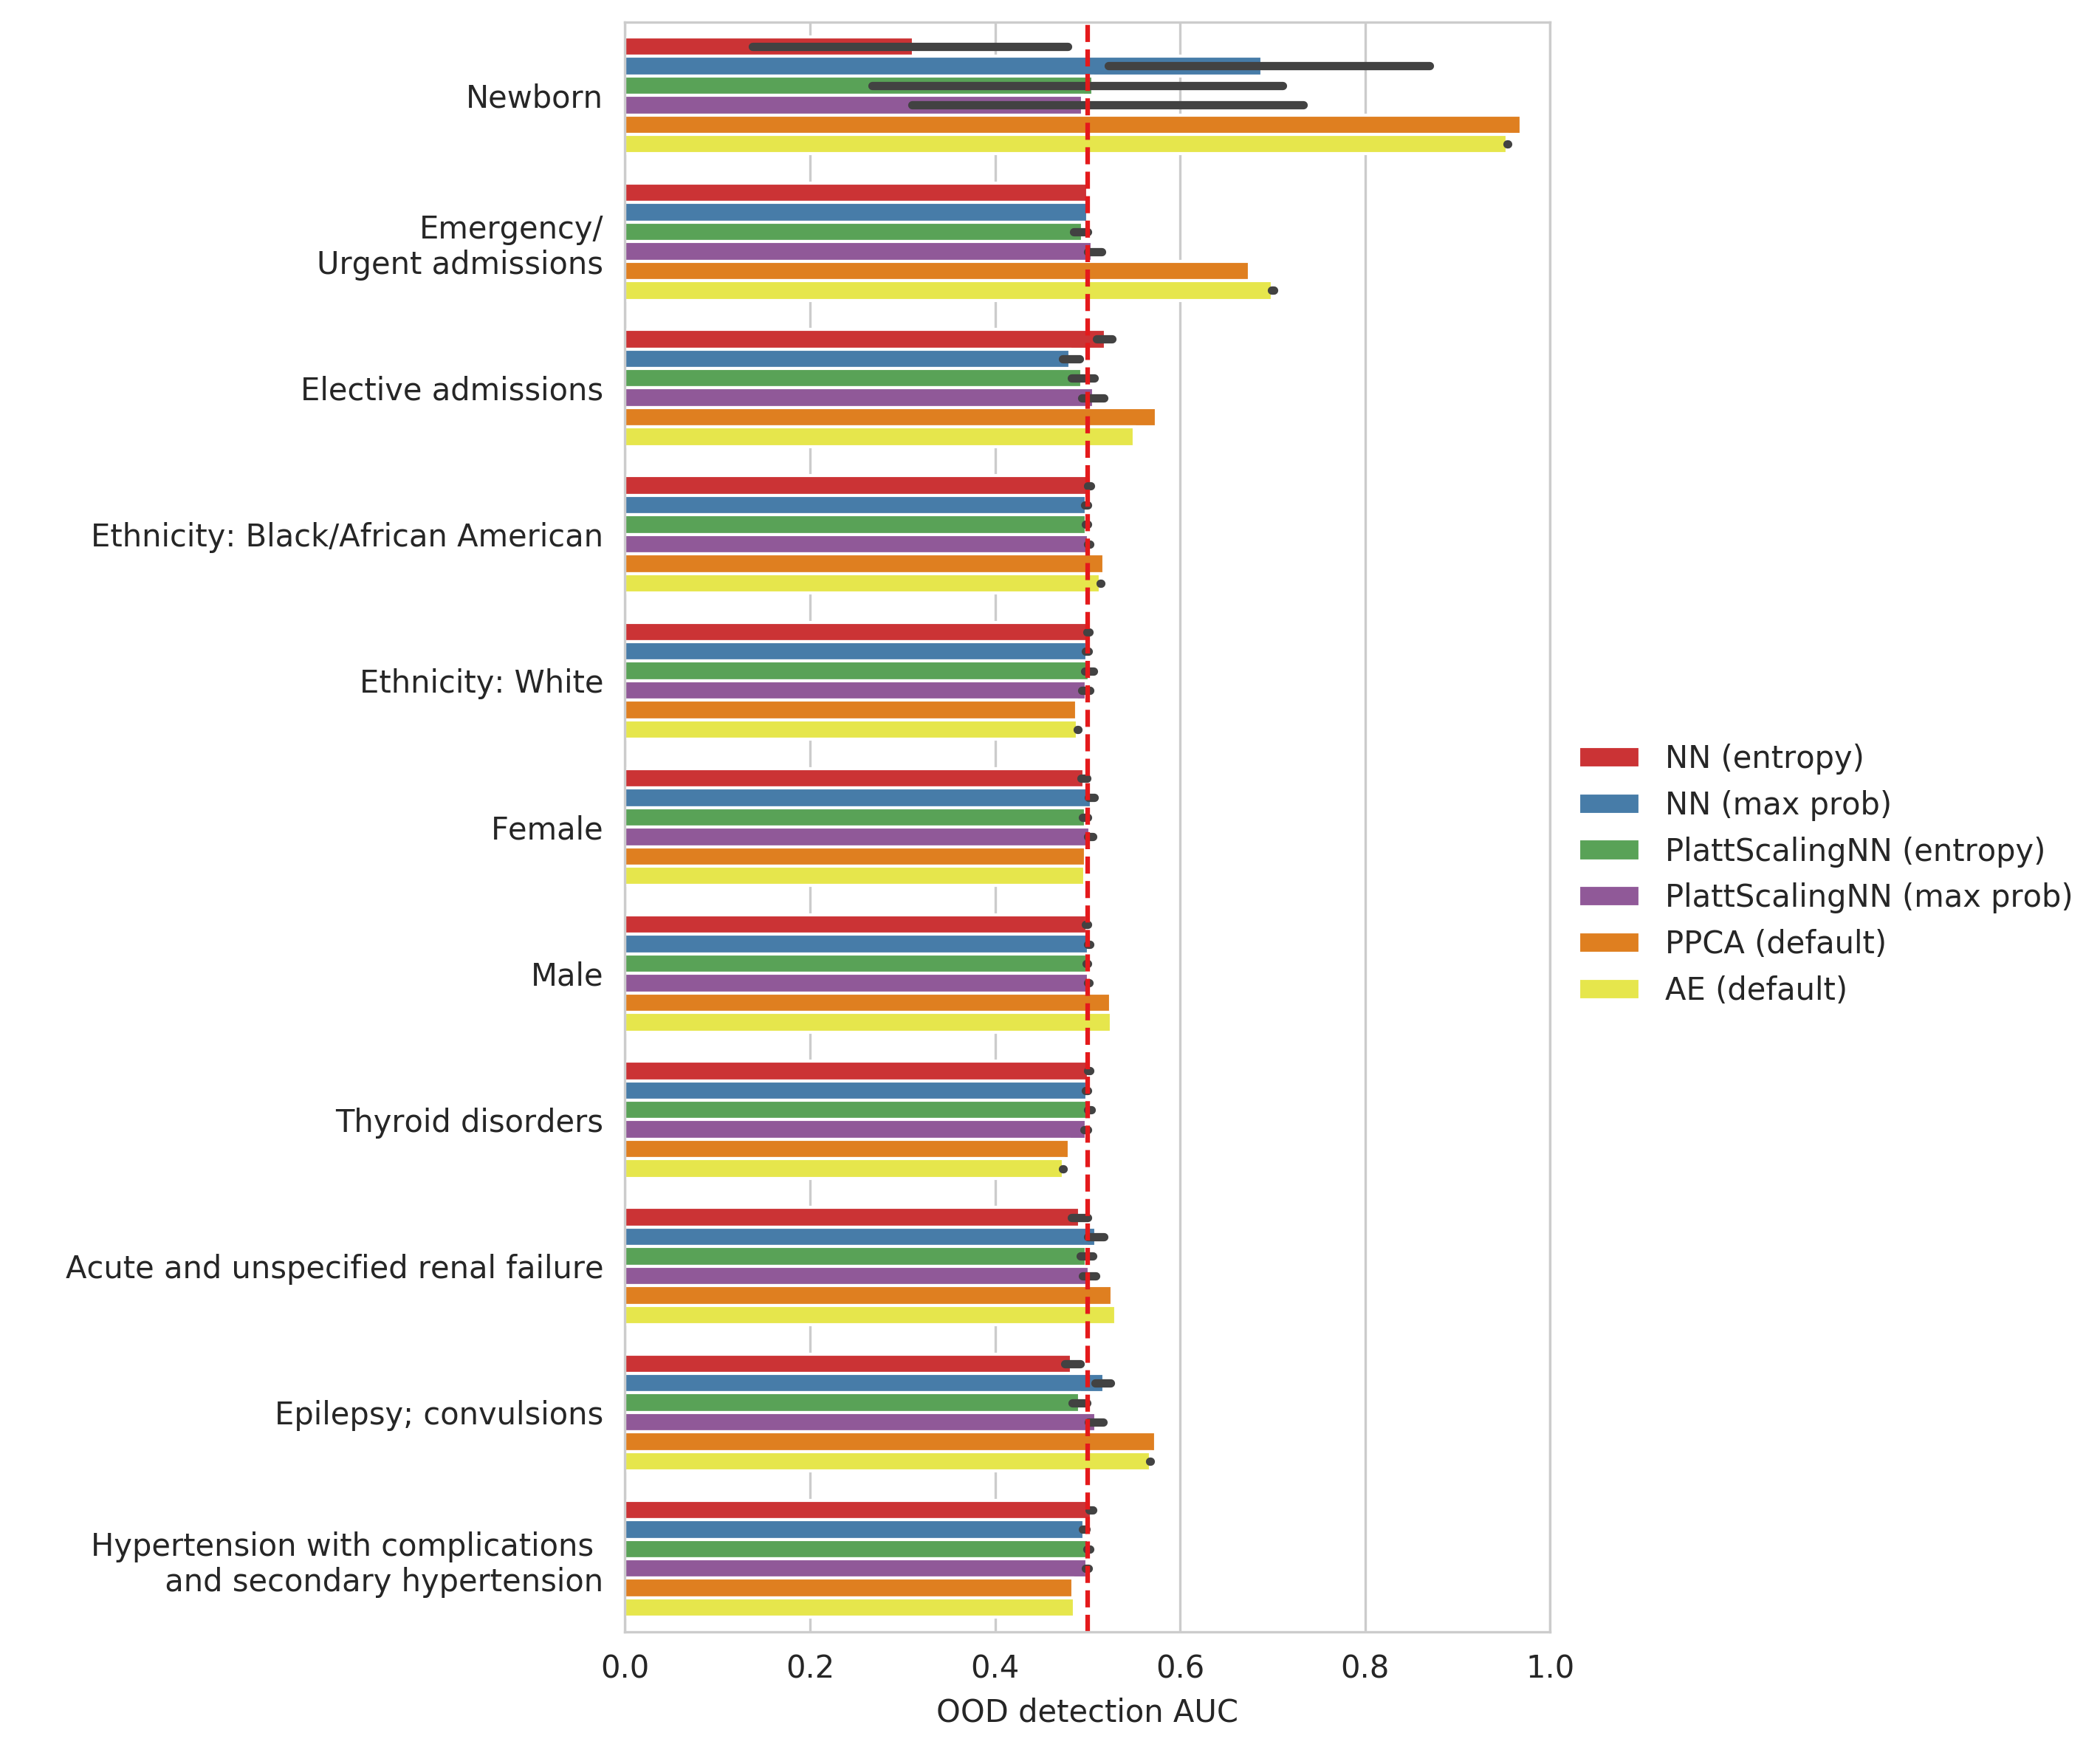 Newborn
Emergency/
Urgent admissions
Elective admissions
Ethnicity: Black/African American
Ethnicity: White
Female
Male
Thyroid disorders
Acute and unspecified renal failure
Epilepsy; convulsions
Hypertension with complications
and secondary hypertension
0.0 0.2 0.4 0.6 0.8 1.0
OOD detection AUC
NN (entropy)
NN (max prob)
PlattScalingNN (entropy)
PlattScalingNN (max prob)
PPCA (default)
AE (default)